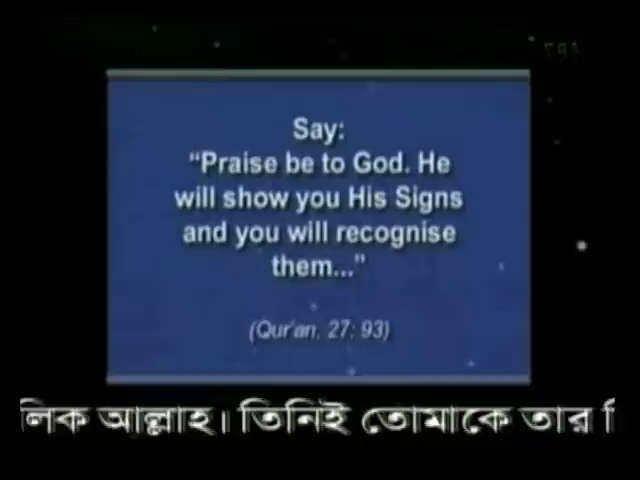 Say:
“Praise be to God. He
will show you His Signs
and you will recognise
them...”
(Qur'an, 27: 93)
লিক আল্লাহ। তিনিই তোমাকে তার